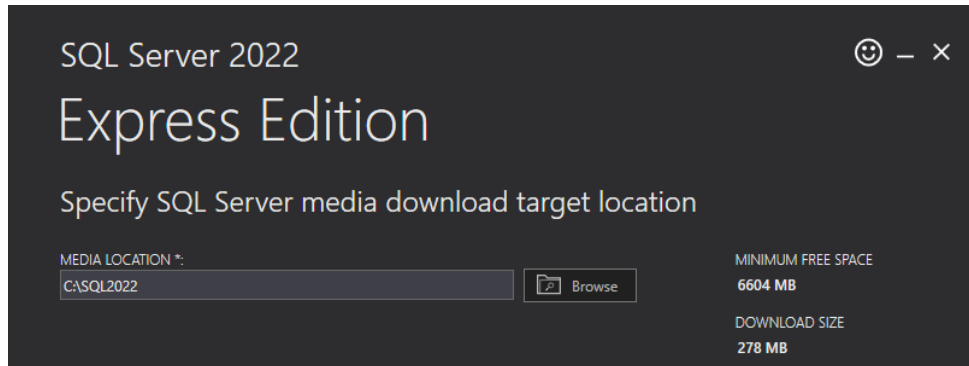 SQL Server 2022
Express Edition
Specify SQL Server media download target location
MEDIA LOCATION *:
C:\SQL2022
Browse
MINIMUM FREE SPACE
6604 MB
DOWNLOAD SIZE
278 MB